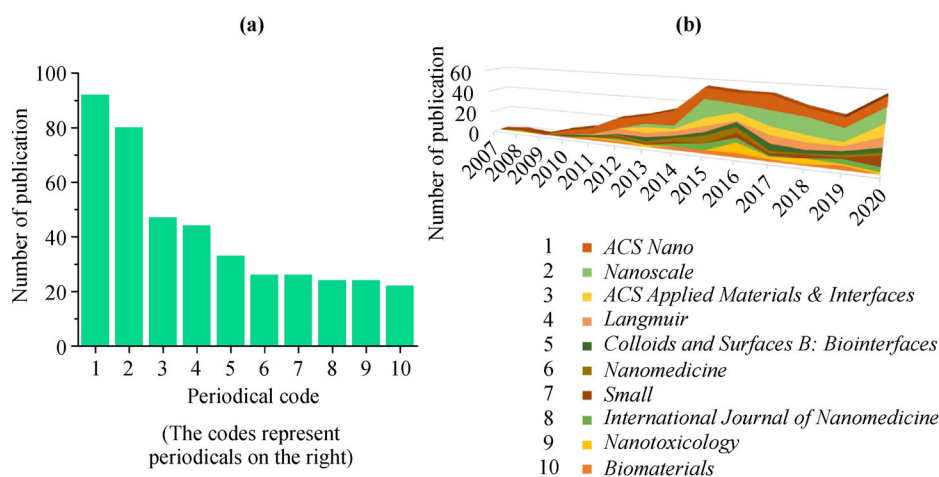 (a)
Number of publication
100
80
60
40
20
0
1 2 3 4 5 6 7 8 9 10
Periodical code
(The codes represent
periodicals on the right)
(b)
Number of publication
60
40
20
0
2007 2008 2009 2010 2011 2012 2013 2014 2015 2016 2017 2018 2019 2020
1 ACS Nano
2 Nanoscale
3 ACS Applied Materials & Interfaces
4 Langmuir
5 Colloids and Surfaces B: Biointerfaces
6 Nanomedicine
7 Small
8 International Journal of Nanomedicine
9 Nanotoxicology
10 Biomaterials